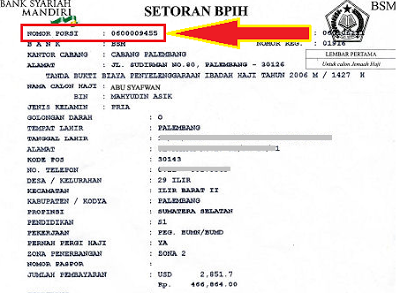 BANK SYARIAH
MANDIRI
SETORAN BPIH
BSM
NOMOR PORSI : 0600009455
BANK : BSM
NOMOR REG. : 01916
KANTOR CABANG : CABANG PALEMBANG
LEMBAR PERTAMA
ALAMAT : JL. SUDIRMAN NO.88, PALEMBANG - 30126
Untuk calon Jemaah Haji
TANDA BUKTI BIAYA PENYELENGGARAAN IBADAH HAJI TAHUN 2006 M / 1427 H
NAMA CALON HAJI : ABU SYAFWAN
BIN : MAHYUDIN ASIK
JENIS KELAMIN : PRIA
GOLONGAN DARAH : O
TEMPAT LAHIR : PALEMBANG
TANGGAL LAHIR :
ALAMAT :
KODE POS : 30143
NO. TELEPON :
DESA / KELURAHAN : 29 ILIR
KECAMATAN : ILIR BARAT II
KABUPATEN / KODYA : PALEMBANG
PROPINSI : SUMATERA SELATAN
PENDIDIKAN : S1
PEKERJAAN : PEG. BUMN/BUMD
PERNAH PERGI HAJI : YA
ZONA PENERBANGAN : ZONA 2
NOMOR PASPOR :
JUMLAH PEMBAYARAN : USD 2,851.7
Rp. 466,864.00